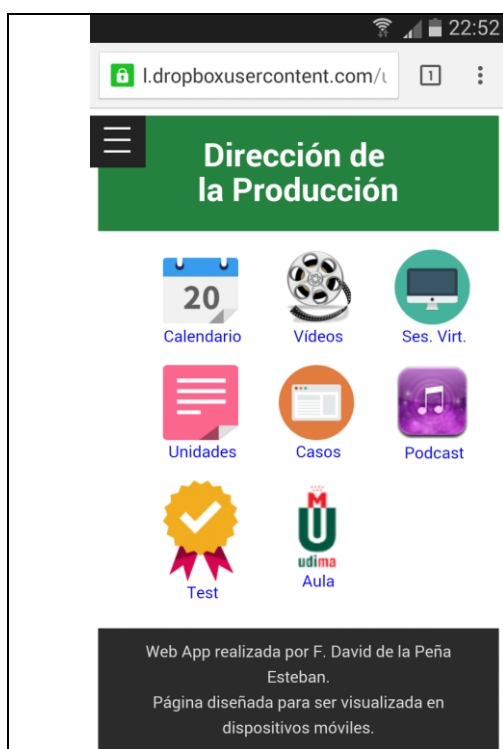 22:52
l.dropboxusercontent.com/u
1
Dirección de
la Producción
20
Calendario
Vídeos
Ses. Virt.
Unidades
Casos
Podcast
Test
MU
udima
Aula
Web App realizada por F. David de la Peña
Esteban.
Página diseñada para ser visualizada en
dispositivos móviles.